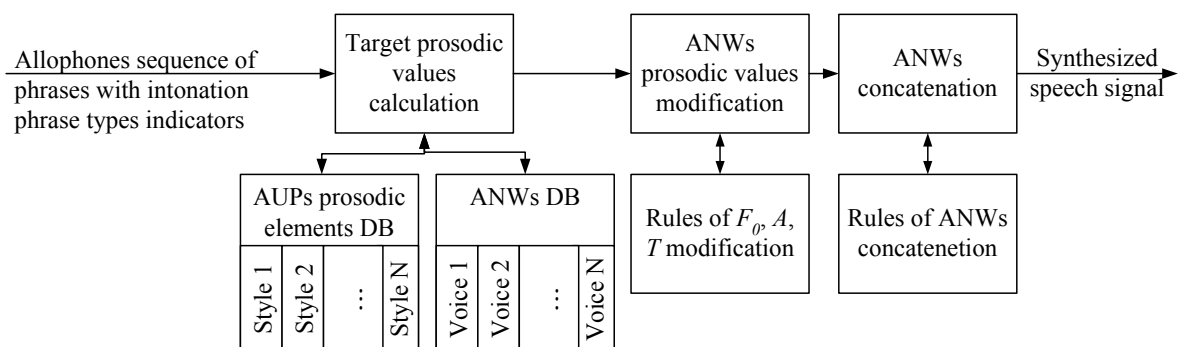 Allophones sequence of
phrases with intonation
phrase types indicators
Target prosodic
values
calculation
ANWs
prosodic values
modification
ANWs
concatenation
Synthesized
speech signal
AUPs prosodic
elements DB
Style 1
Style 2
...
Style N
ANWs DB
Voice 1
Voice 2
...
Voice N
Rules of F0, A,
T modification
Rules of ANWs
concatenetion